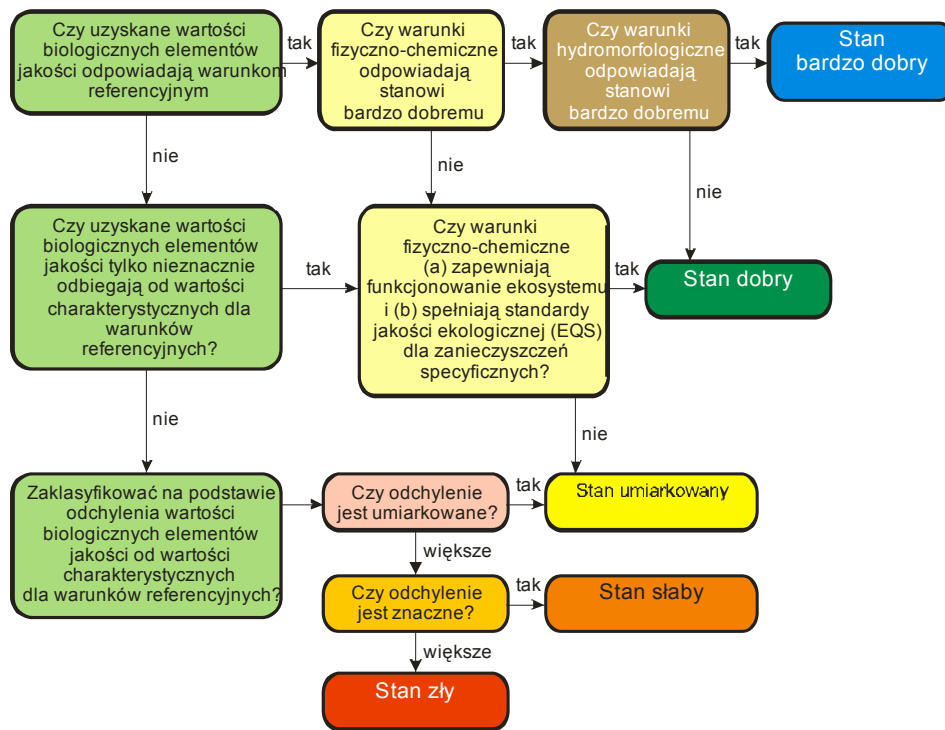 Czy uzyskane wartości
biologicznych elementów
jakości odpowiadają warunkom
referencyjnym
tak
Czy warunki
fizyczno-chemiczne
odpowiadają
stanowi
bardzo dobremu
tak
Czy warunki
hydromorfologiczne
odpowiadają
stanowi
bardzo dobremu
tak
Stan
bardzo dobry
nie
nie
nie
Czy uzyskane wartości
biologicznych elementów
jakości tylko nieznacznie
odbiegają od wartości
charakterystycznych dla
warunków
referencyjnych?
tak
Czy warunki
fizyczno-chemiczne
(a) zapewniają
funkcjonowanie ekosystemu
i (b) spełniają standardy
jakości ekologicznej (EQS)
dla zanieczyszczeń
specyficznych?
tak
Stan dobry
nie
nie
Zaklasyfikować na podstawie
odchylenia wartości
biologicznych elementów
jakości od wartości
charakterystycznych
dla warunków referencyjnych?
Czy odchylenie
jest umiarkowane?
tak
Stan umiarkowany
większe
Czy odchylenie
jest znaczne?
tak
Stan słaby
większe
Stan zły